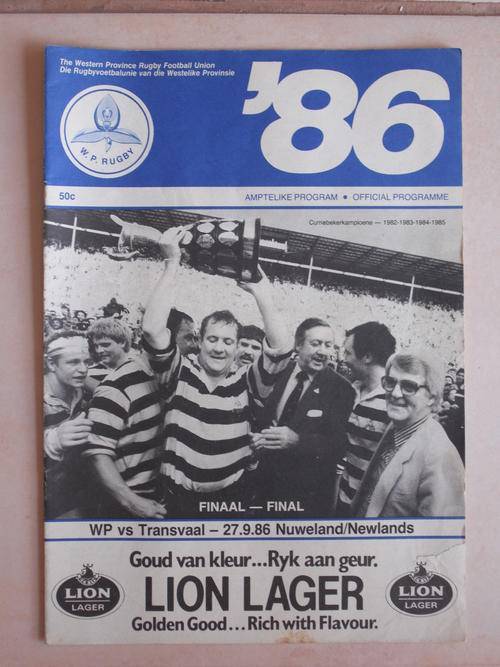 The Western Province Rugby Football Union
Die Rugbyvoetbalunie van die Westelike Provinsie
'86
W.P. RUGBY
50c
AMPTELIKE PROGRAM • OFFICIAL PROGRAMME
Curriebekerkampioene — 1982-1983-1984-1985
FINAAL — FINAL
WP vs Transvaal – 27.9.86 Nuweland/Newlands
Goud van kleur...Ryk aan geur.
LION LAGER
Golden Good...Rich with Flavour.
LION
LAGER
LION
LAGER